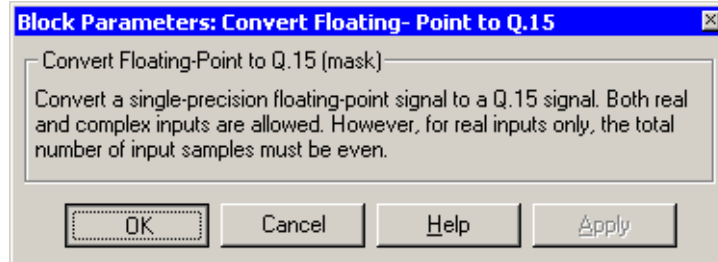 Block Parameters: Convert Floating- Point to Q.15
Convert Floating-Point to Q.15 (mask)
Convert a single-precision floating-point signal to a Q.15 signal. Both real
and complex inputs are allowed. However, for real inputs only, the total
number of input samples must be even.
OK Cancel Help Apply